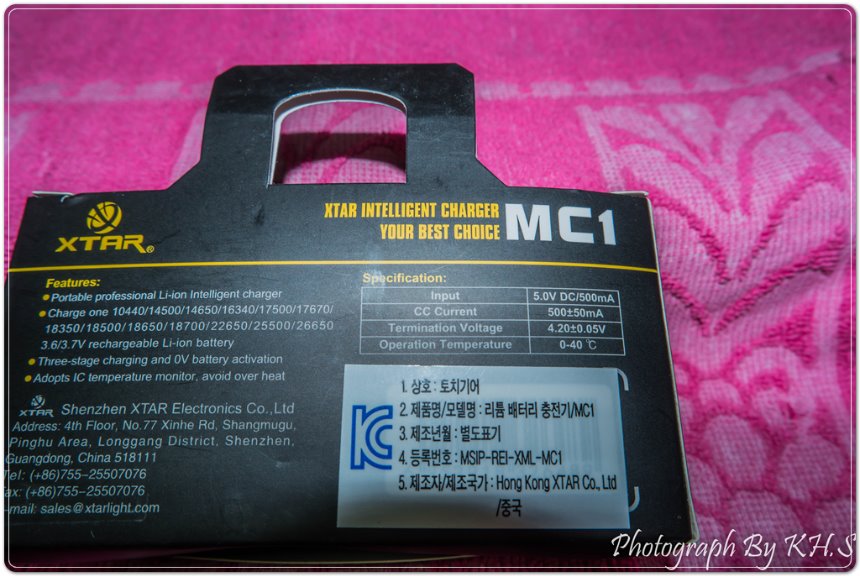 XTAR®
XTAR INTELLIGENT CHARGER
YOUR BEST CHOICE
MC1
Features:
Portable professional Li-ion Intelligent charger
Charge one 10440/14500/14650/16340/17500/17670/
18350/18500/18650/18700/22650/25500/26650
3.6/3.7V rechargeable Li-ion battery
Three-stage charging and 0V battery activation
Adopts IC temperature monitor, avoid over heat
Specification:
Input 5.0V DC/500mA
CC Current 500±50mA
Termination Voltage 4.20±0.05V
Operation Temperature 0-40 ℃
XTAR Shenzhen XTAR Electronics Co.,Ltd
Address: 4th Floor, No.77 Xinhe Rd, Shangmugu,
Pinghu Area, Longgang District, Shenzhen,
Guangdong, China 518111
Tel: (+86)755-25507076
Fax: (+86)755-25507076
E-mail: sales@xtarlight.com
1. 상호 : 토치기어
2. 제품명/모델명 : 리튬 배터리 충전기/MC1
3. 제조년월 : 별도표기
4. 등록번호 : MSIP-REI-XML-MC1
5. 제조자/제조국가 : Hong Kong XTAR Co., Ltd
/중국
Photograph By KH.S